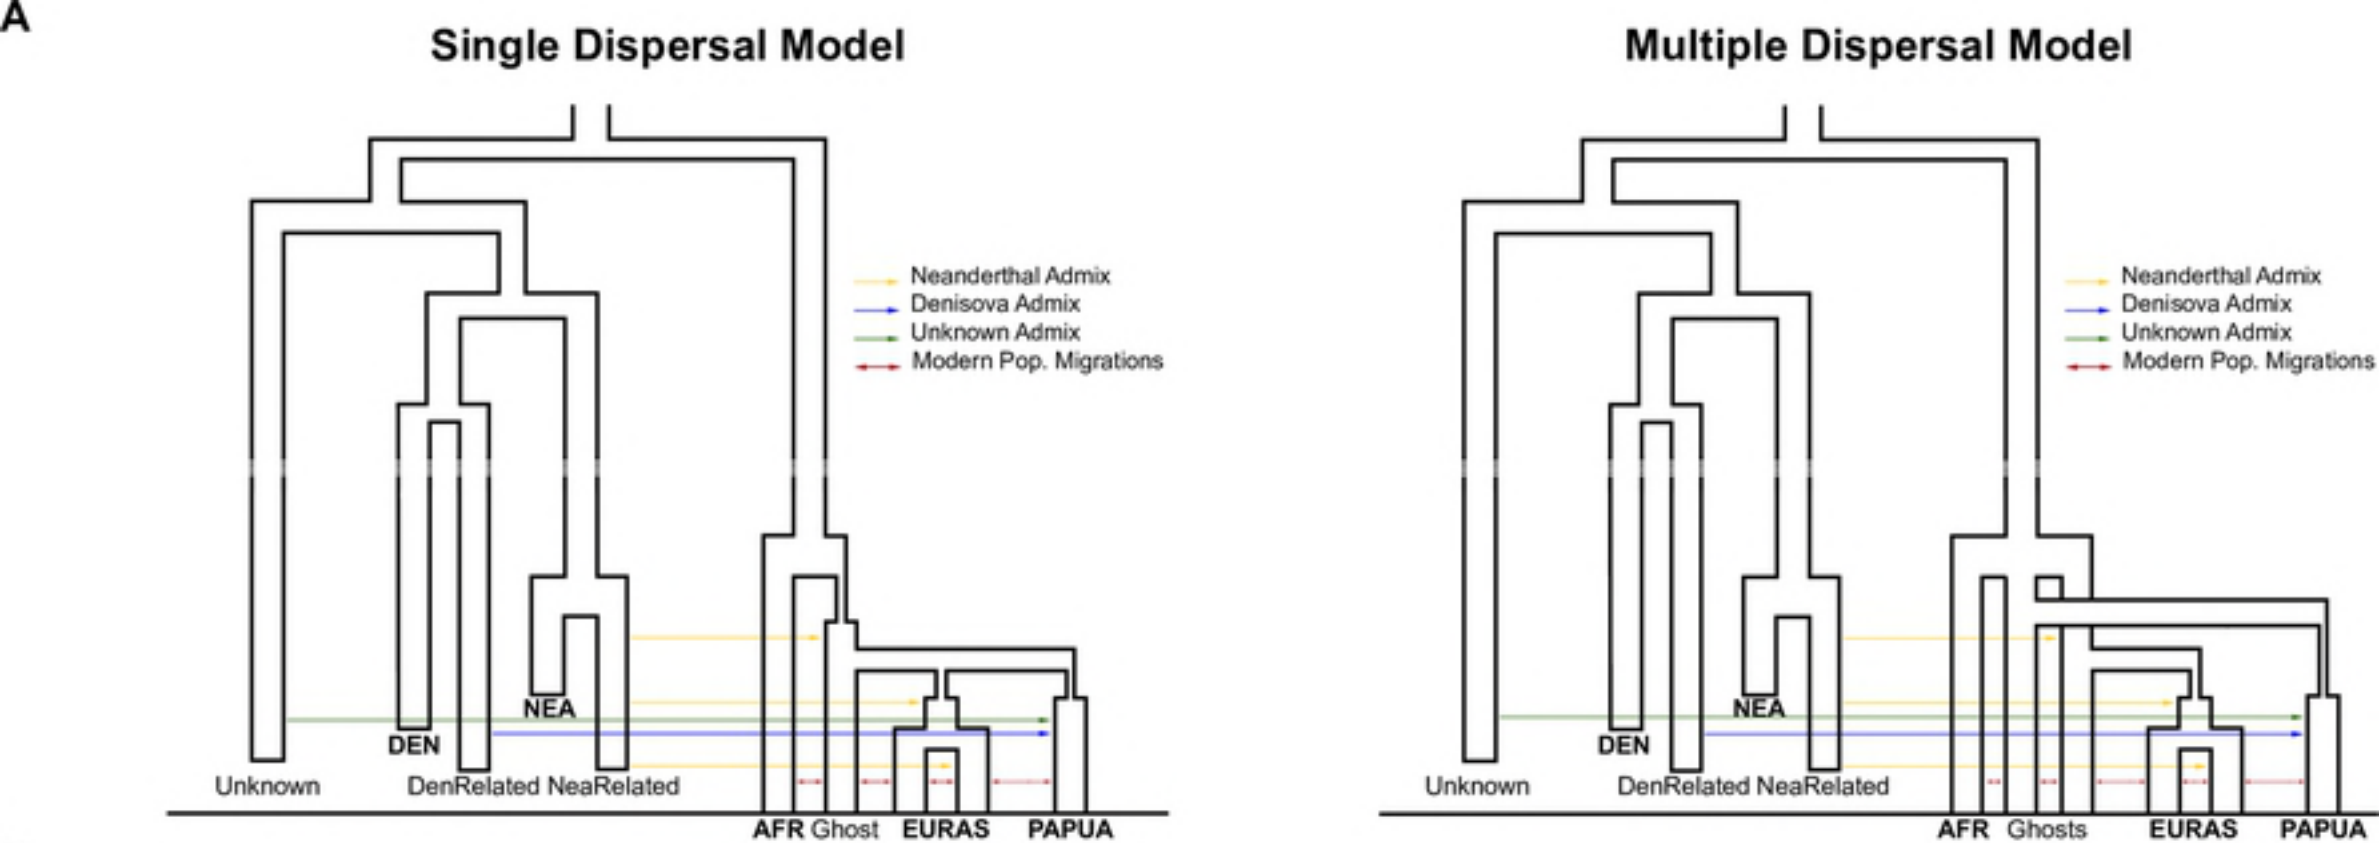 A
Single Dispersal Model
Neanderthal Admix
Denisova Admix
Unknown Admix
Modern Pop. Migrations
NEA
DEN
Unknown
DenRelated NeaRelated
AFR Ghost EURAS PAPUA
Multiple Dispersal Model
Neanderthal Admix
Denisova Admix
Unknown Admix
Modern Pop. Migrations
NEA
DEN
Unknown
DenRelated NeaRelated
AFR Ghosts EURAS PAPUA